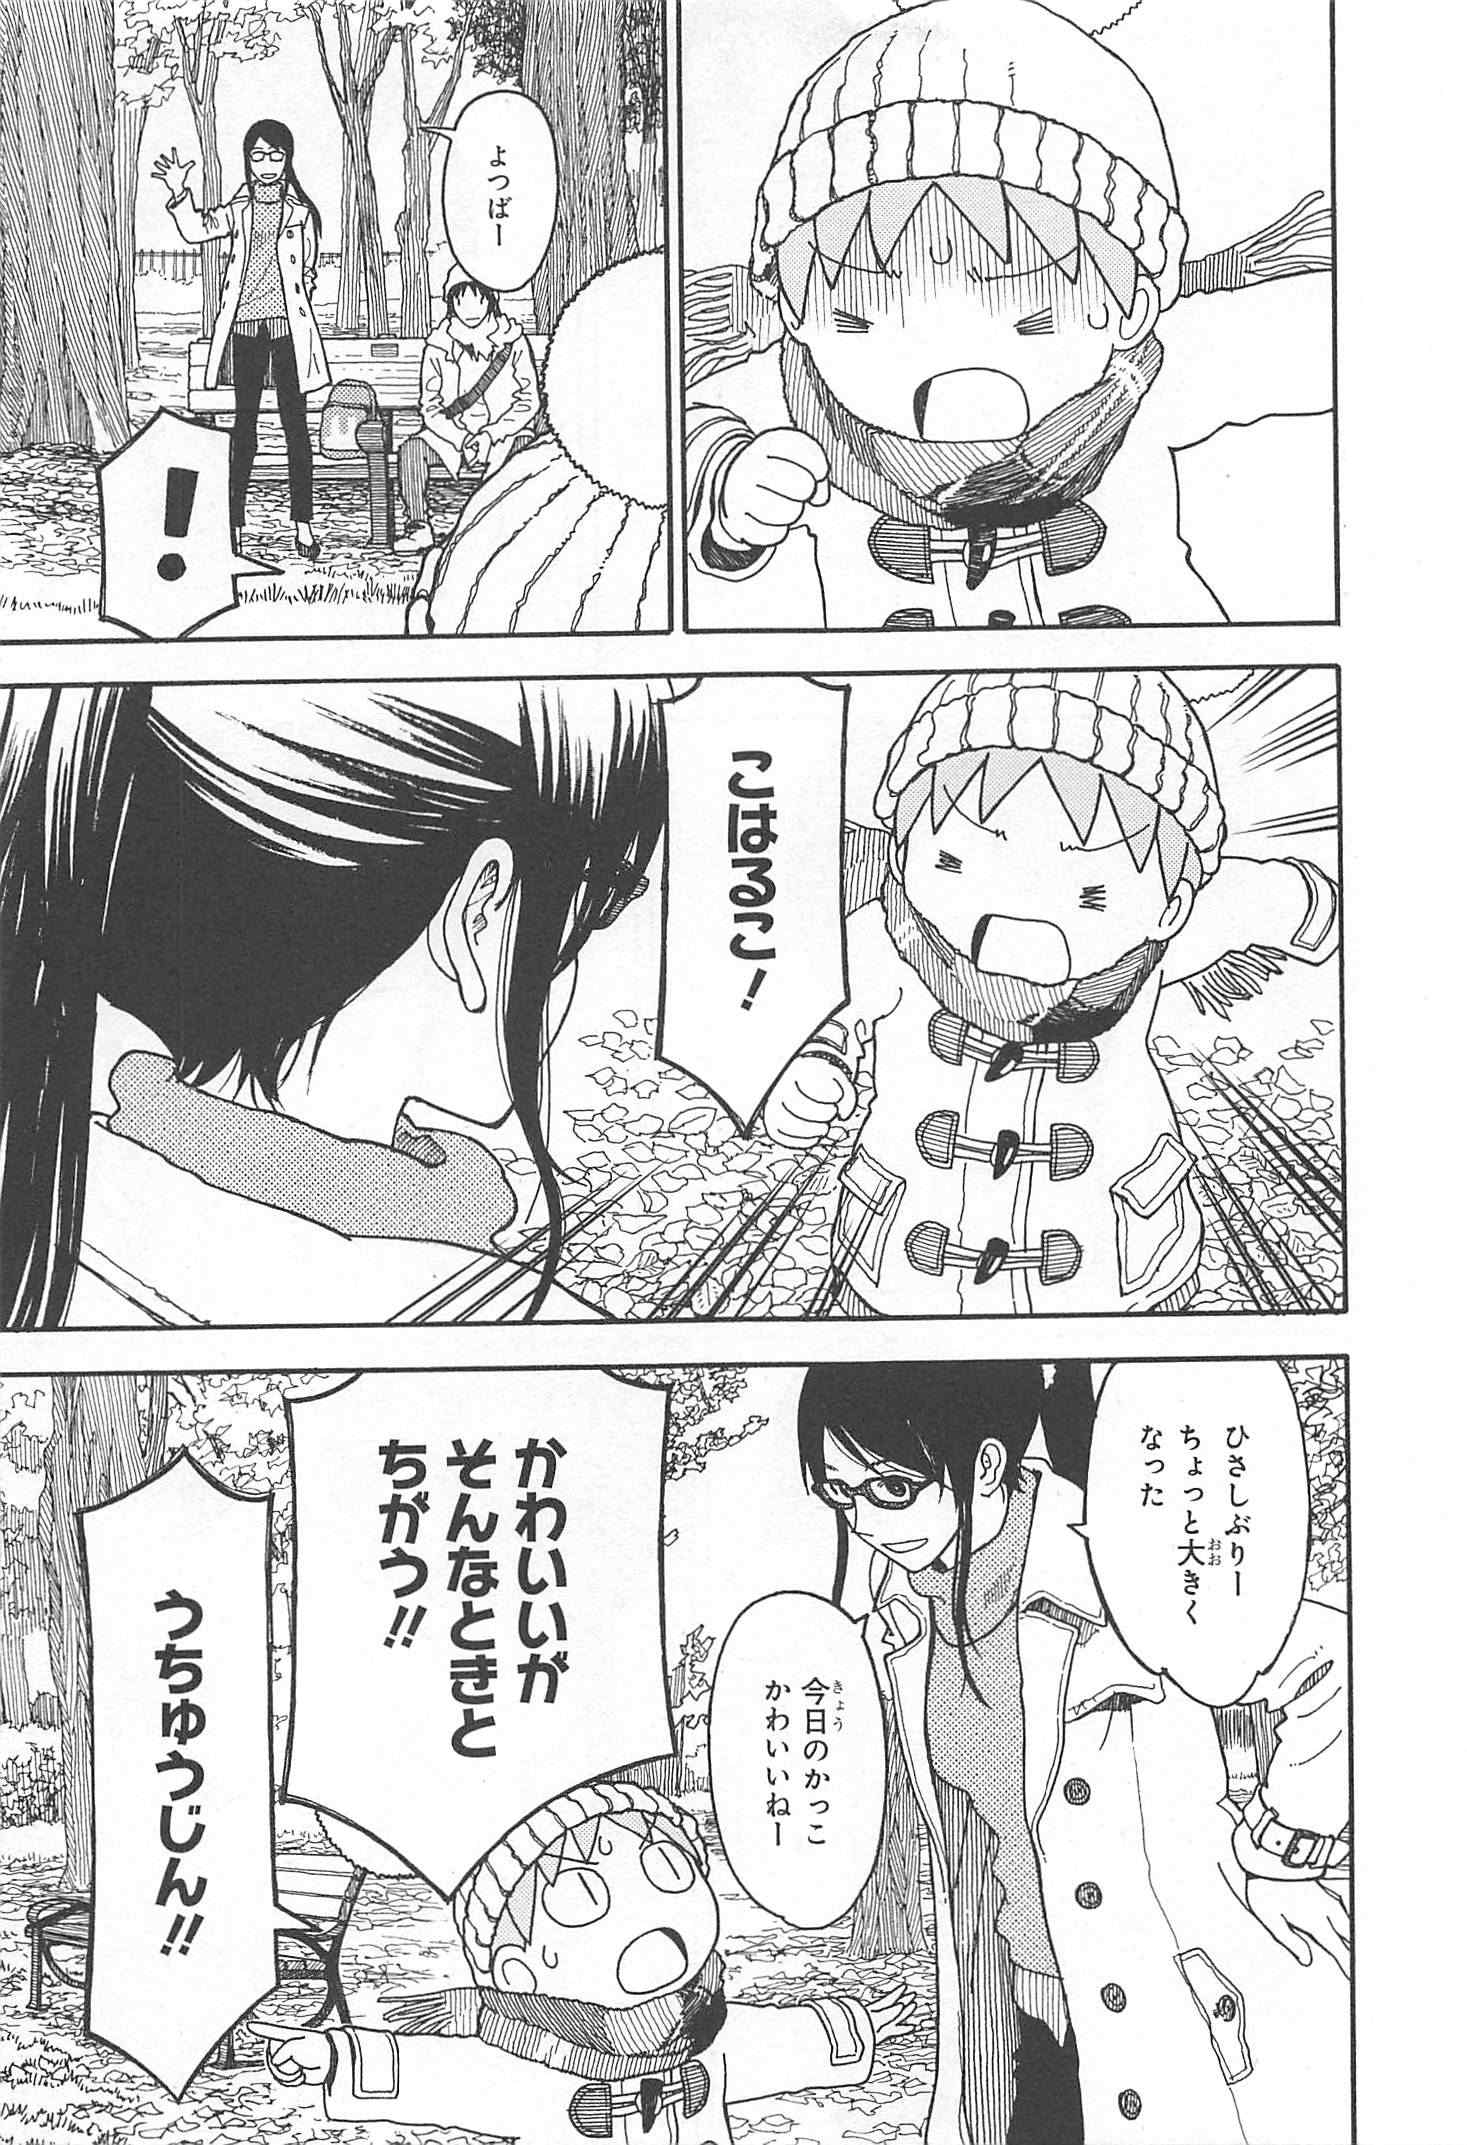 よつばー
！
こはるこ！
ひさしぶりー
ちょっと大きく
なった
今日のかっこ
かわいいねー
かわいいが
そんなときと
ちがう!!
うちゅうじん!!